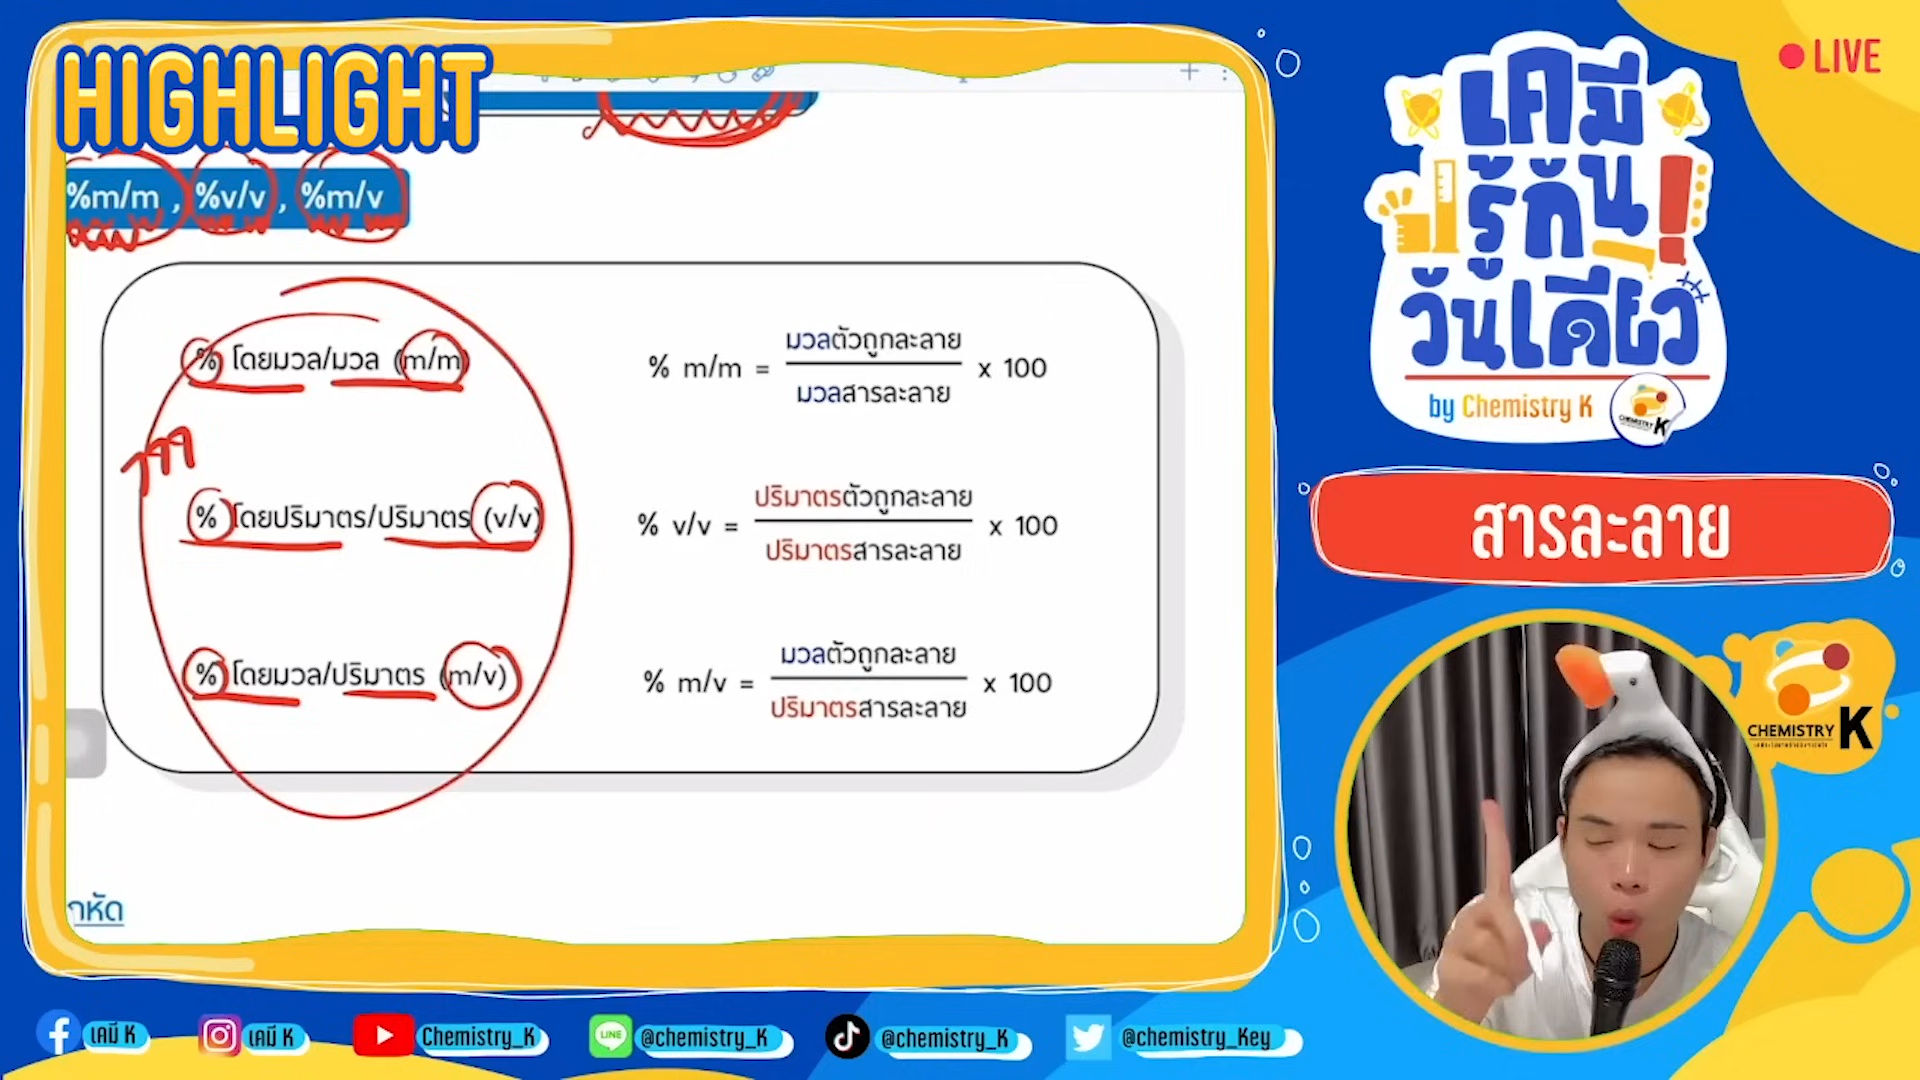 HIGHLIGHT
LIVE
%m/m , %v/v , %m/v
% โดยมวล/มวล (m/m)
% m/m = มวลตัวถูกละลาย
มวลสารละลาย
x 100
% โดยปริมาตร/ปริมาตร (v/v)
% v/v = ปริมาตรตัวถูกละลาย
ปริมาตรสารละลาย
x 100
% โดยมวล/ปริมาตร (m/v)
% m/v = มวลตัวถูกละลาย
ปริมาตรสารละลาย
x 100
เคมี
รู้กัน!
วันเดียว
by Chemistry K
CHEMISTRY K
สารละลาย
CHEMISTRY K
เคมี K
เคมี K
Chemistry_K
LINE
@chemistry_K
@chemistry_K
@chemistry_Key